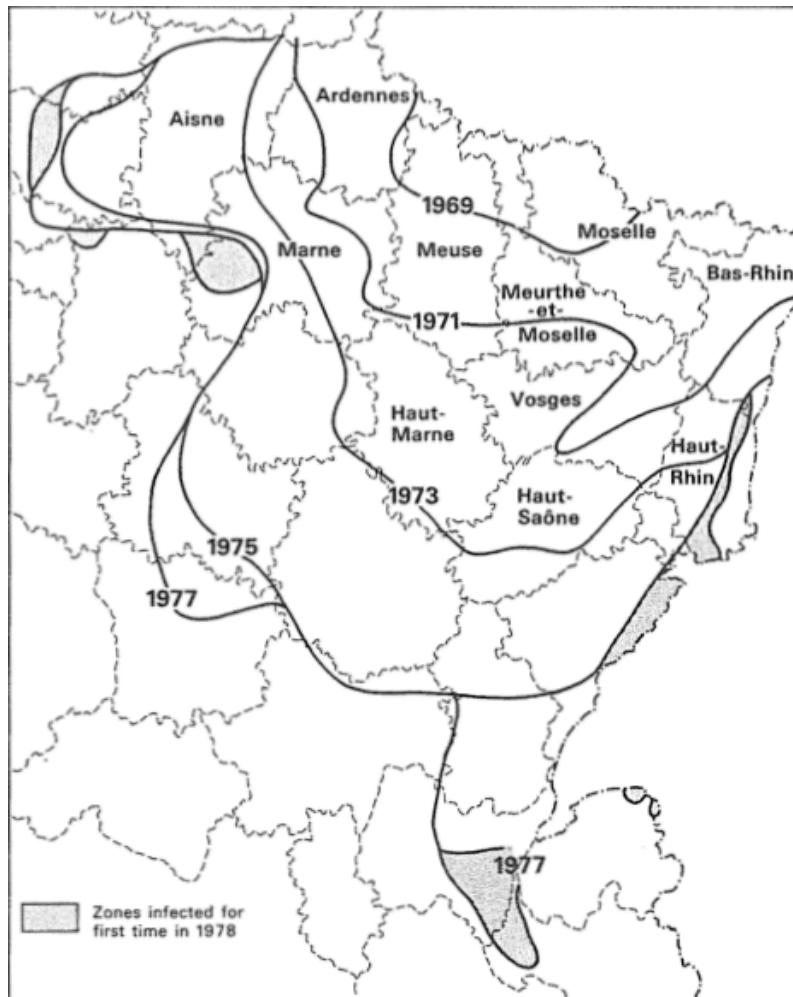 Ardennes
Aisne
1969
Moselle
Marne
Meuse
Bas-Rhin
Meurthe
-et-
Moselle
1971
Vosges
Haut-
Marne
Haut-
Rhin
1973
Haut-
Saône
1975
1977
1977
Zones infected for
first time in 1978